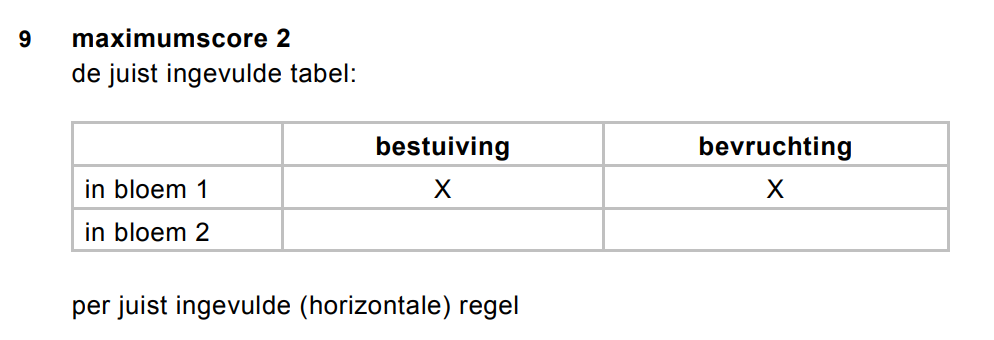 9 maximumscore 2
de juist ingevulde tabel:
bestuiving bevruchting
in bloem 1 X X
in bloem 2
per juist ingevulde (horizontale) regel